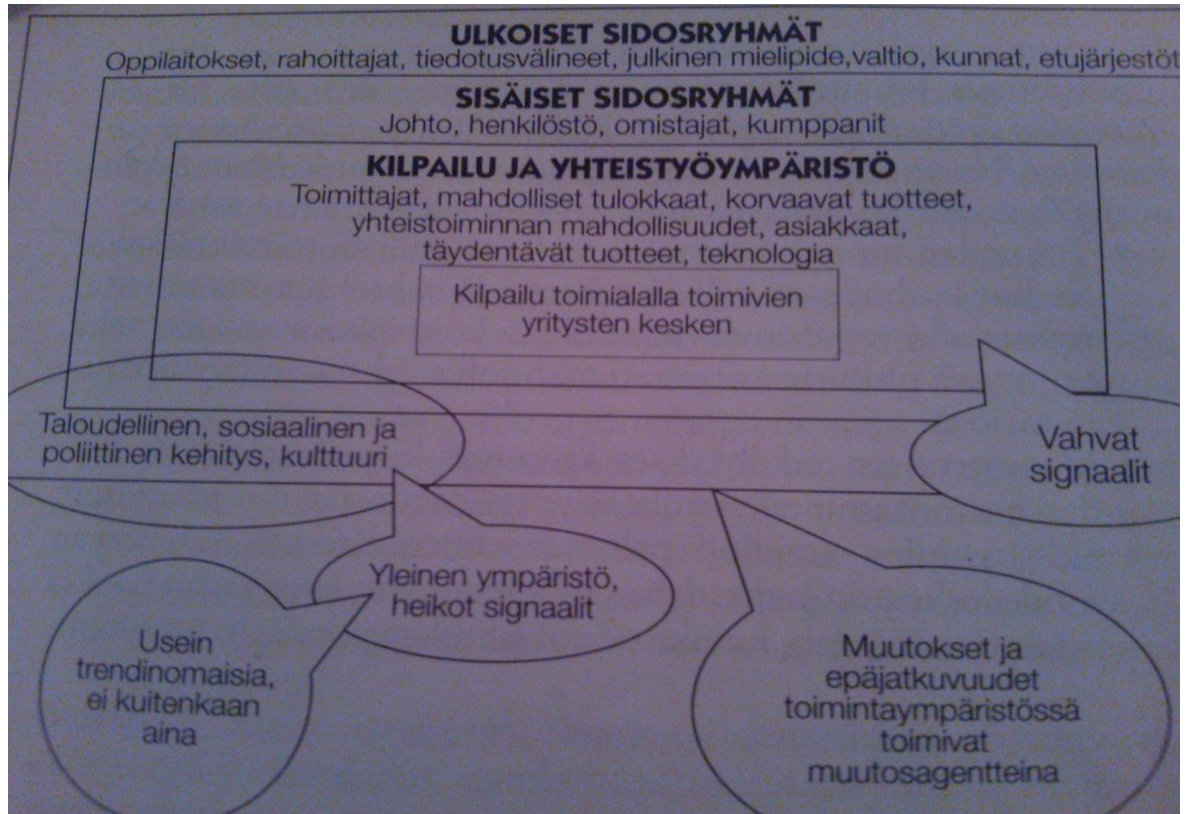 ULKOISET SIDOSRYHMÄT
Oppilaitokset, rahoittajat, tiedotusvälineet, julkinen mielipide,valtio, kunnat, etujärjestöt
SISÄISET SIDOSRYHMÄT
Johto, henkilöstö, omistajat, kumppanit
KILPAILU JA YHTEISTYÖYMPÄRISTÖ
Toimittajat, mahdolliset tulokkaat, korvaavat tuotteet,
yhteistoiminnan mahdollisuudet, asiakkaat,
täydentävät tuotteet, teknologia
Kilpailu toimialalla toimivien
yritysten kesken
Taloudellinen, sosiaalinen ja
poliittinen kehitys, kulttuuri
Vahvat
signaalit
Yleinen ympäristö,
heikot signaalit
Usein
trendinomaisia,
ei kuitenkaan
aina
Muutokset ja
epäjatkuvuudet
toimintaympäristössä
toimivat
muutosagentteina